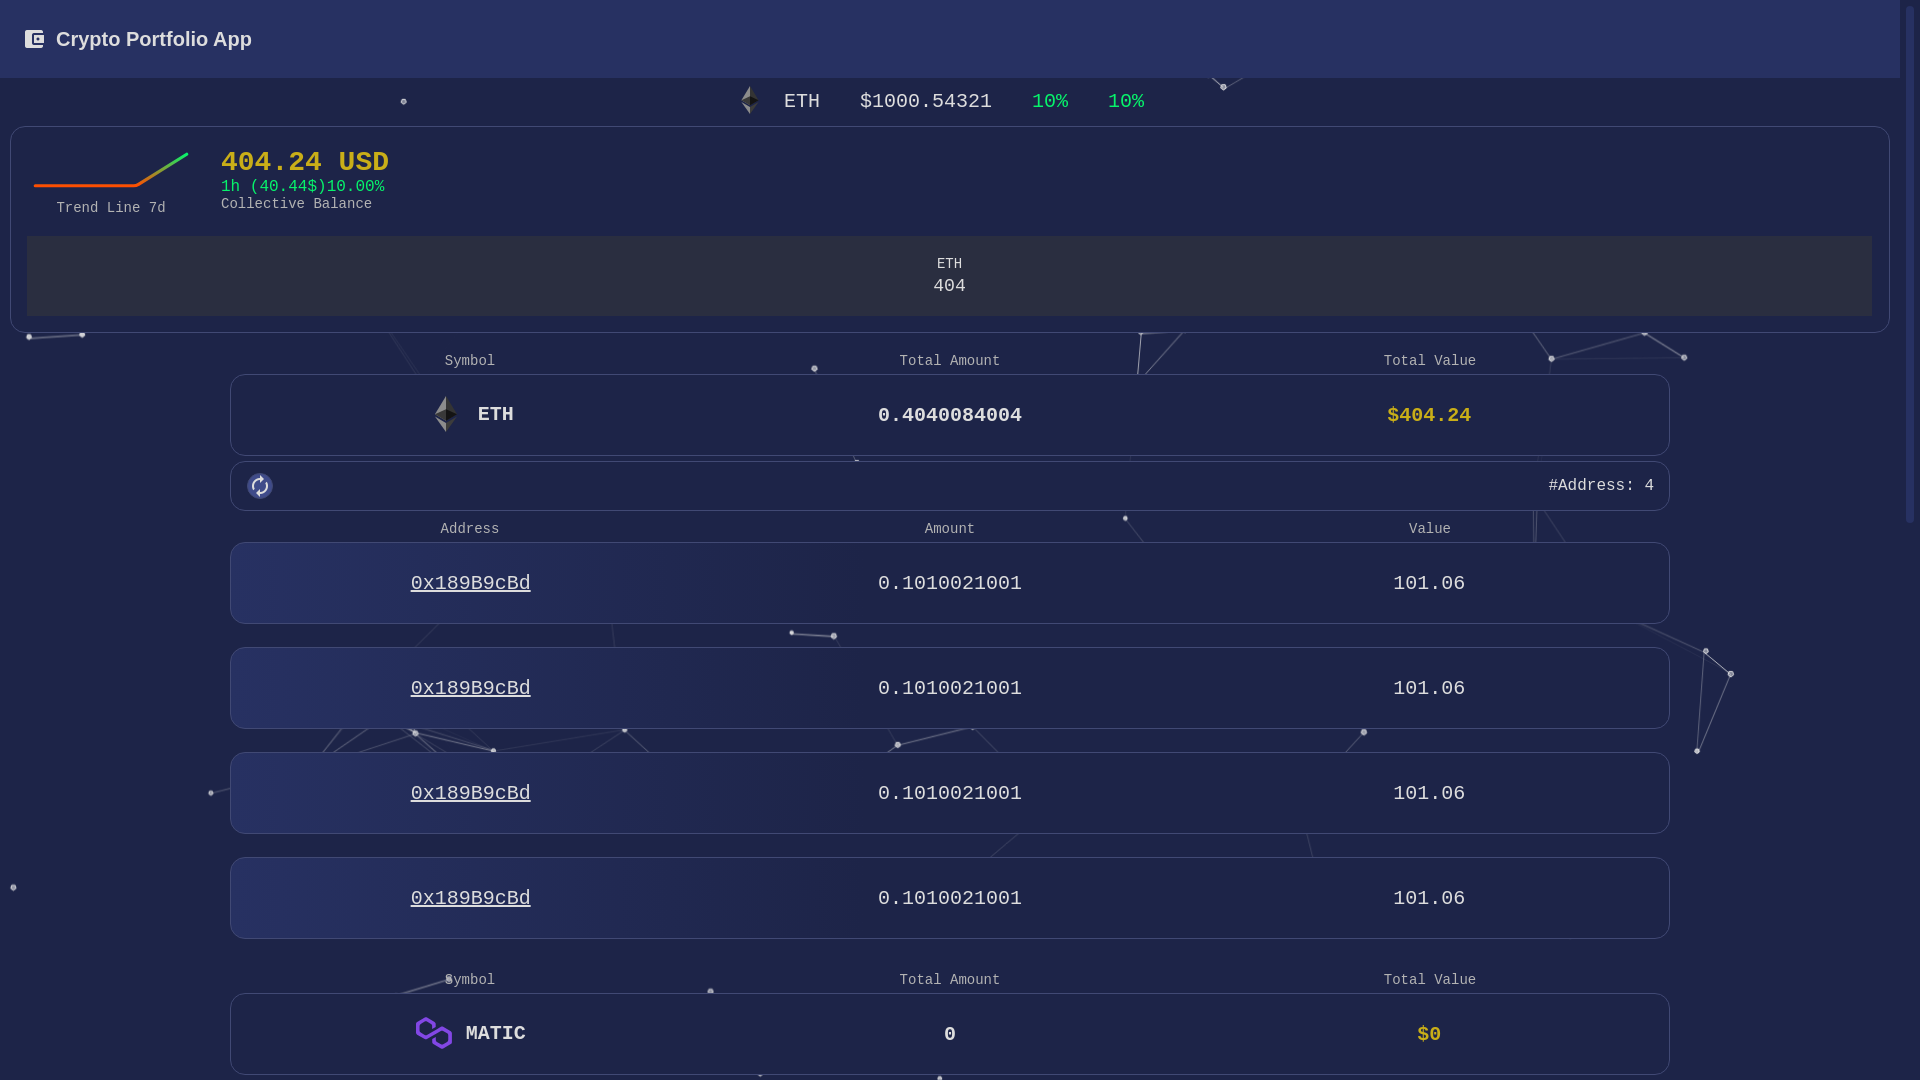 Crypto Portfolio App
ETH $1000.54321 10% 10%
404.24 USD
1h (40.44$)10.00%
Collective Balance
Trend Line 7d
ETH
404
Symbol Total Amount Total Value
ETH 0.4040084004 $404.24
#Address: 4
Address Amount Value
0x189B9cBd 0.1010021001 101.06
0x189B9cBd 0.1010021001 101.06
0x189B9cBd 0.1010021001 101.06
0x189B9cBd 0.1010021001 101.06
Symbol Total Amount Total Value
MATIC 0 $0